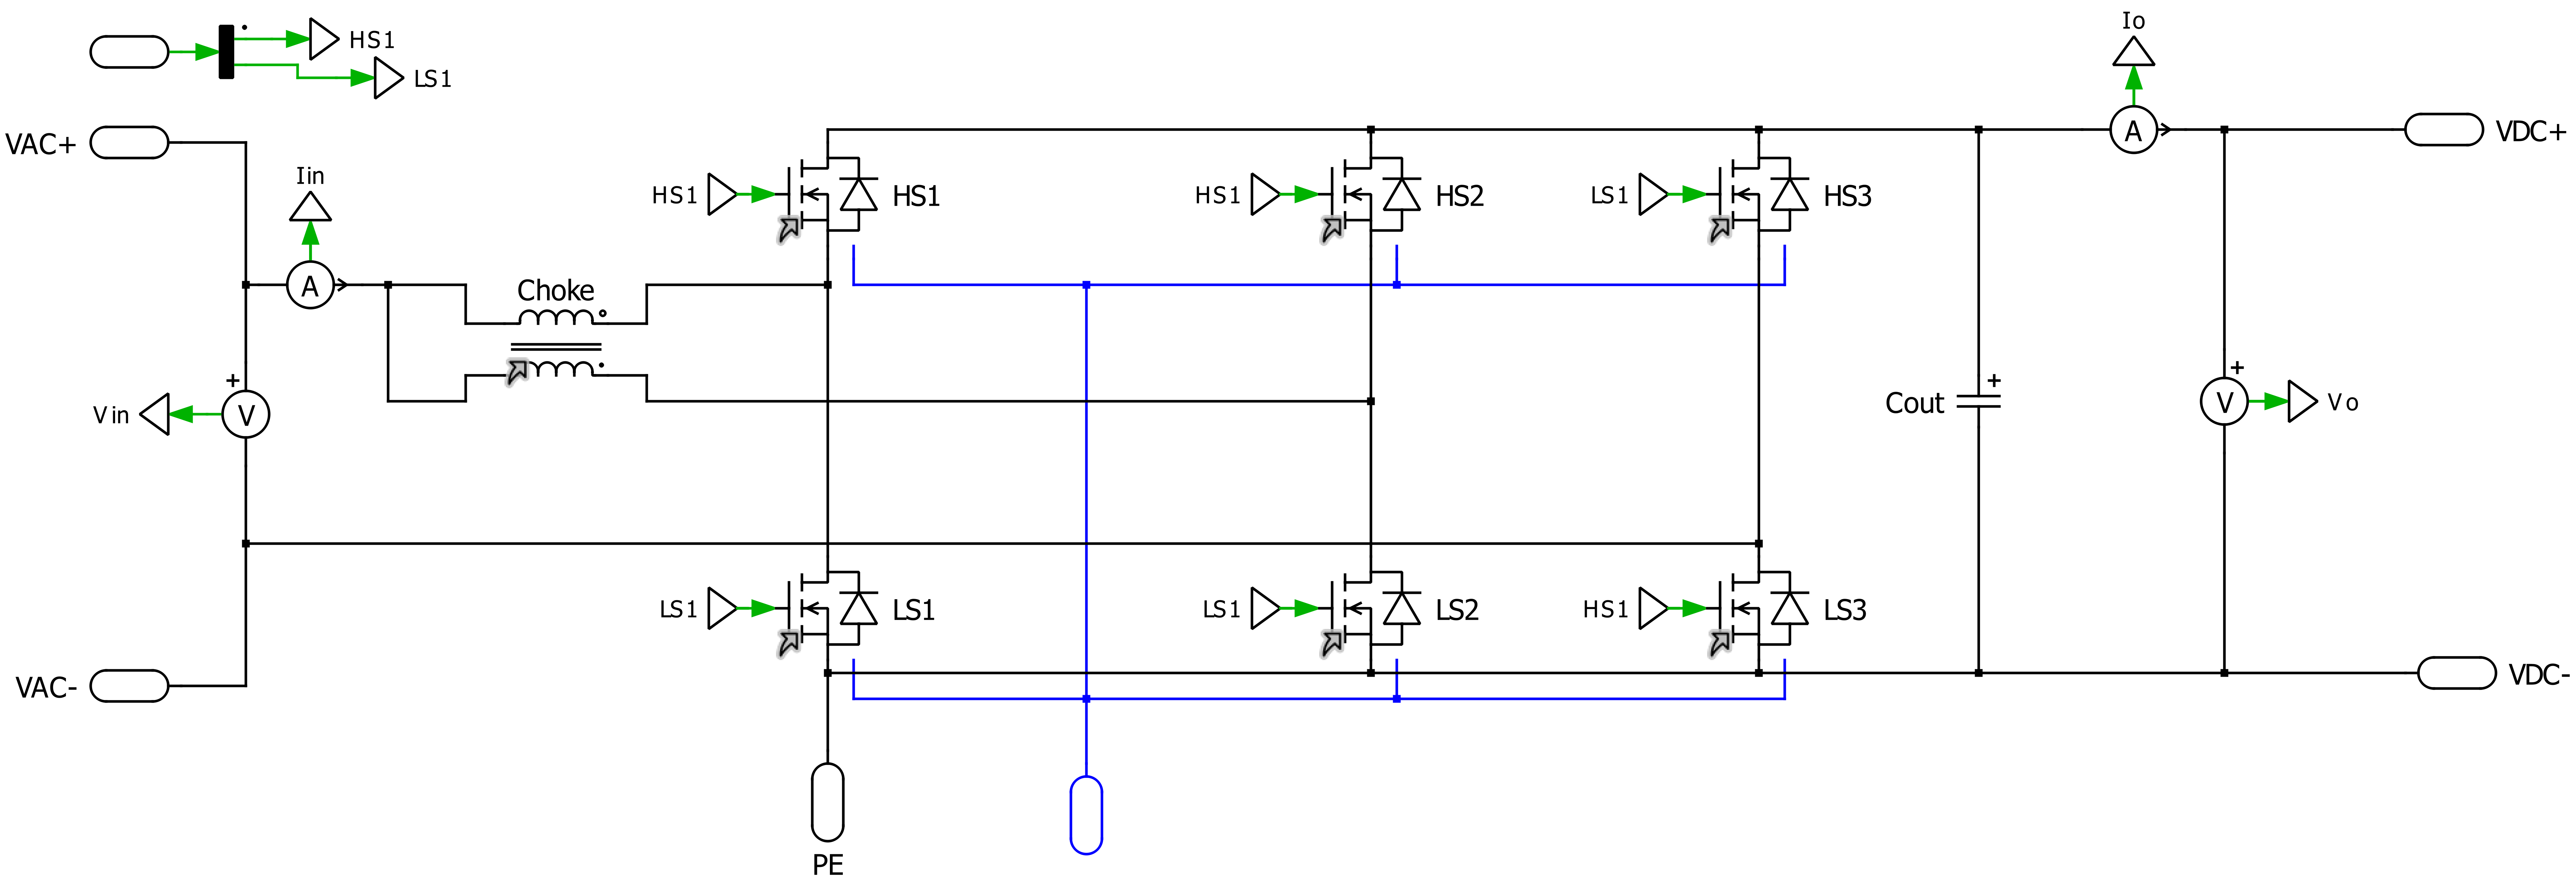 HS1
LS1
Io
VAC+
A
VDC+
Iin
HS1
HS1
HS1
HS2
LS1
HS3
A
Choke
+
+
+
Vin
V
Cout
V
Vo
LS1
LS1
LS1
LS2
HS1
LS3
VAC-
VDC-
PE